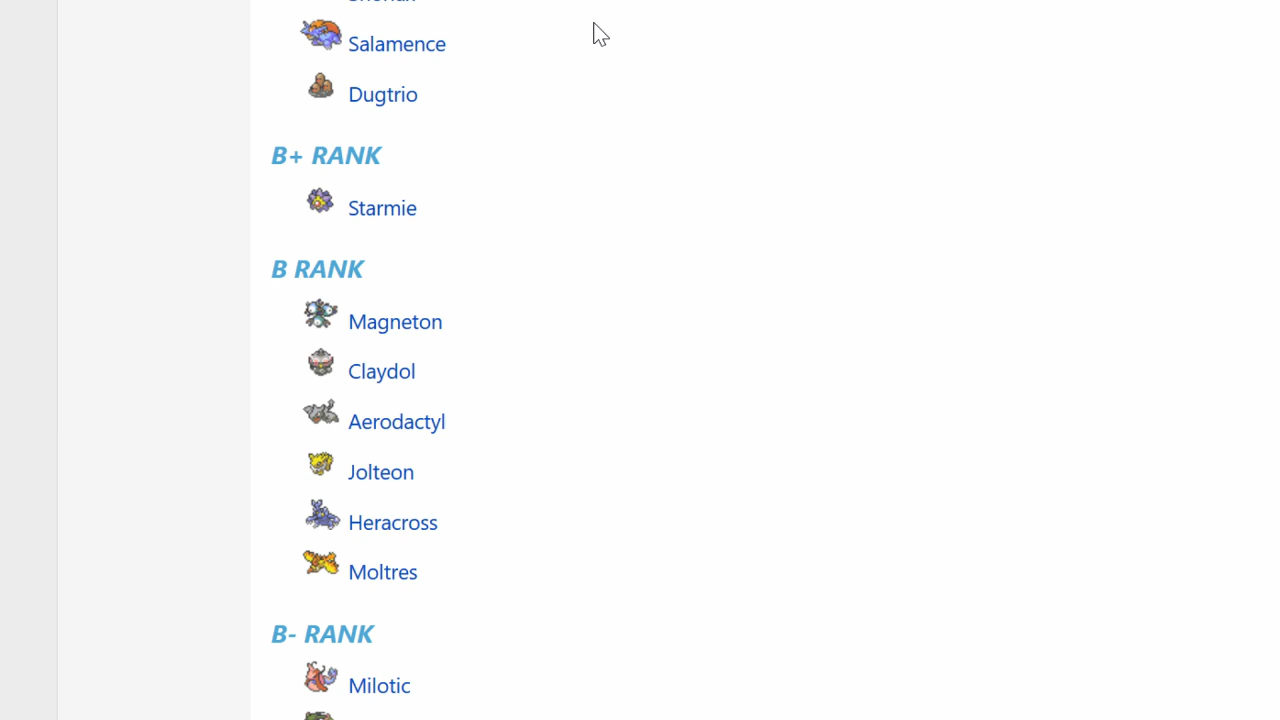 Salamence
Dugtrio
B+ RANK
Starmie
B RANK
Magneton
Claydol
Aerodactyl
Jolteon
Heracross
Moltres
B- RANK
Milotic